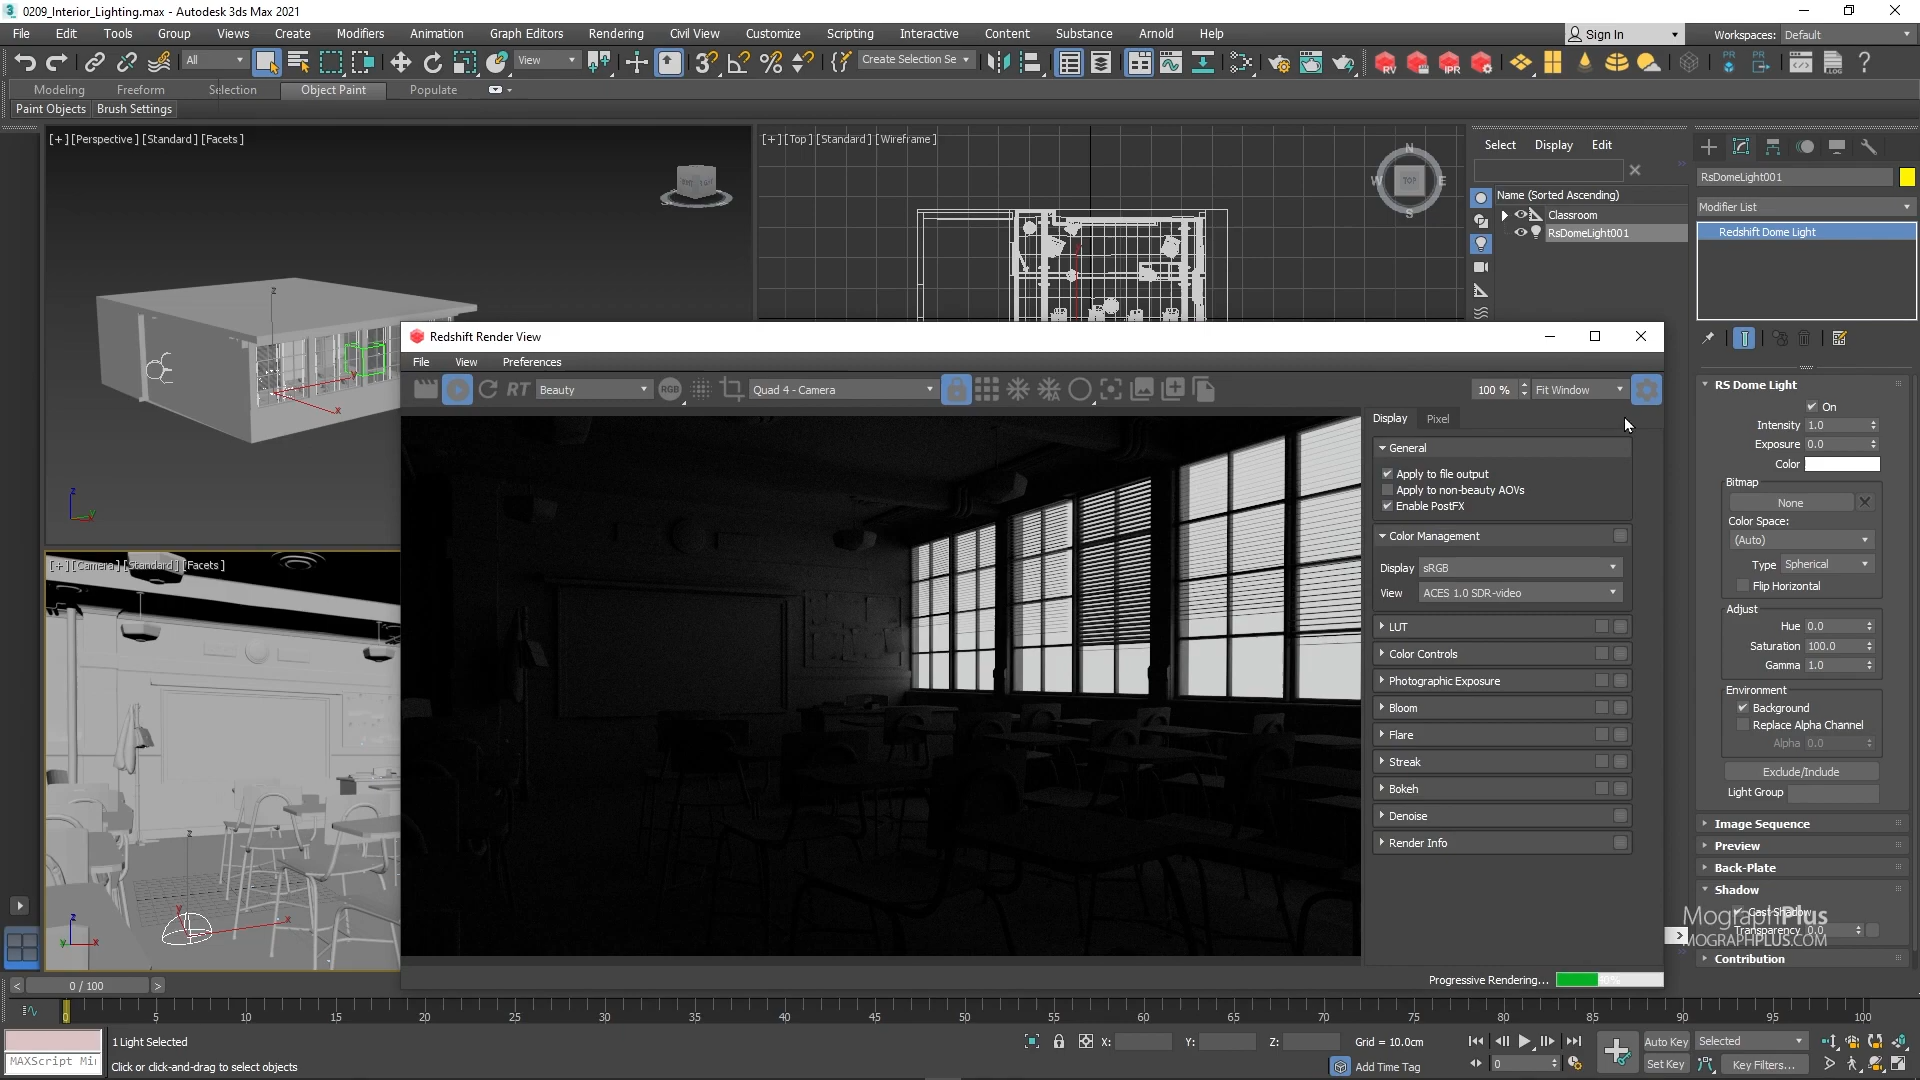 0209_Interior_Lighting.max - Autodesk 3ds Max 2021
File Edit Tools Group Views Create Modifiers Animation Graph Editors Rendering Civil View Customize Scripting Interactive Content Substance Arnold Help
Sign In
Workspaces: Default
All
View
Create Selection Se
RV
IPR
LOG
Modeling Freeform Selection Object Paint Populate
Paint Objects Brush Settings
[+] [Perspective] [Standard] [Facets]
[+] [Top] [Standard] [Wireframe]
N
W TOP E
S
Select Display Edit
Name (Sorted Ascending)
Classroom
RsDomeLight001
RsDomeLight001
Modifier List
Redshift Dome Light
z
y
x
z
y
Redshift Render View
File View Preferences
RT Beauty RGB Quad 4 - Camera 100 % Fit Window
Display Pixel
General
Apply to file output
Apply to non-beauty AOVs
Enable PostFX
Color Management
Display sRGB
View ACES 1.0 SDR-video
LUT
Color Controls
Photographic Exposure
Bloom
Flare
Streak
Bokeh
Denoise
Render Info
Progressive Rendering...
RS Dome Light
On
Intensity 1.0
Exposure 0.0
Color
Bitmap
None
Color Space:
(Auto)
Type Spherical
Flip Horizontal
Adjust
Hue 0.0
Saturation 100.0
Gamma 1.0
Environment
Background
Replace Alpha Channel
Alpha 0.0
Exclude/Include
Light Group
Image Sequence
Preview
Back-Plate
Shadow
Cast Shadow
Transparency 0.0
Contribution
MographPlus
MOGRAPHPLUS.COM
[+] [Camera] [Standard] [Facets]
z
y
x
z
y x
0 / 100
0 5 10 15 20 25 30 35 40 45 50 55 60 65 70 75 80 85 90 95 100
1 Light Selected
MAXScript Mi
Click or click-and-drag to select objects
X: Y: Z: Grid = 10.0cm
Add Time Tag
0
Auto Key Selected
Set Key Key Filters...